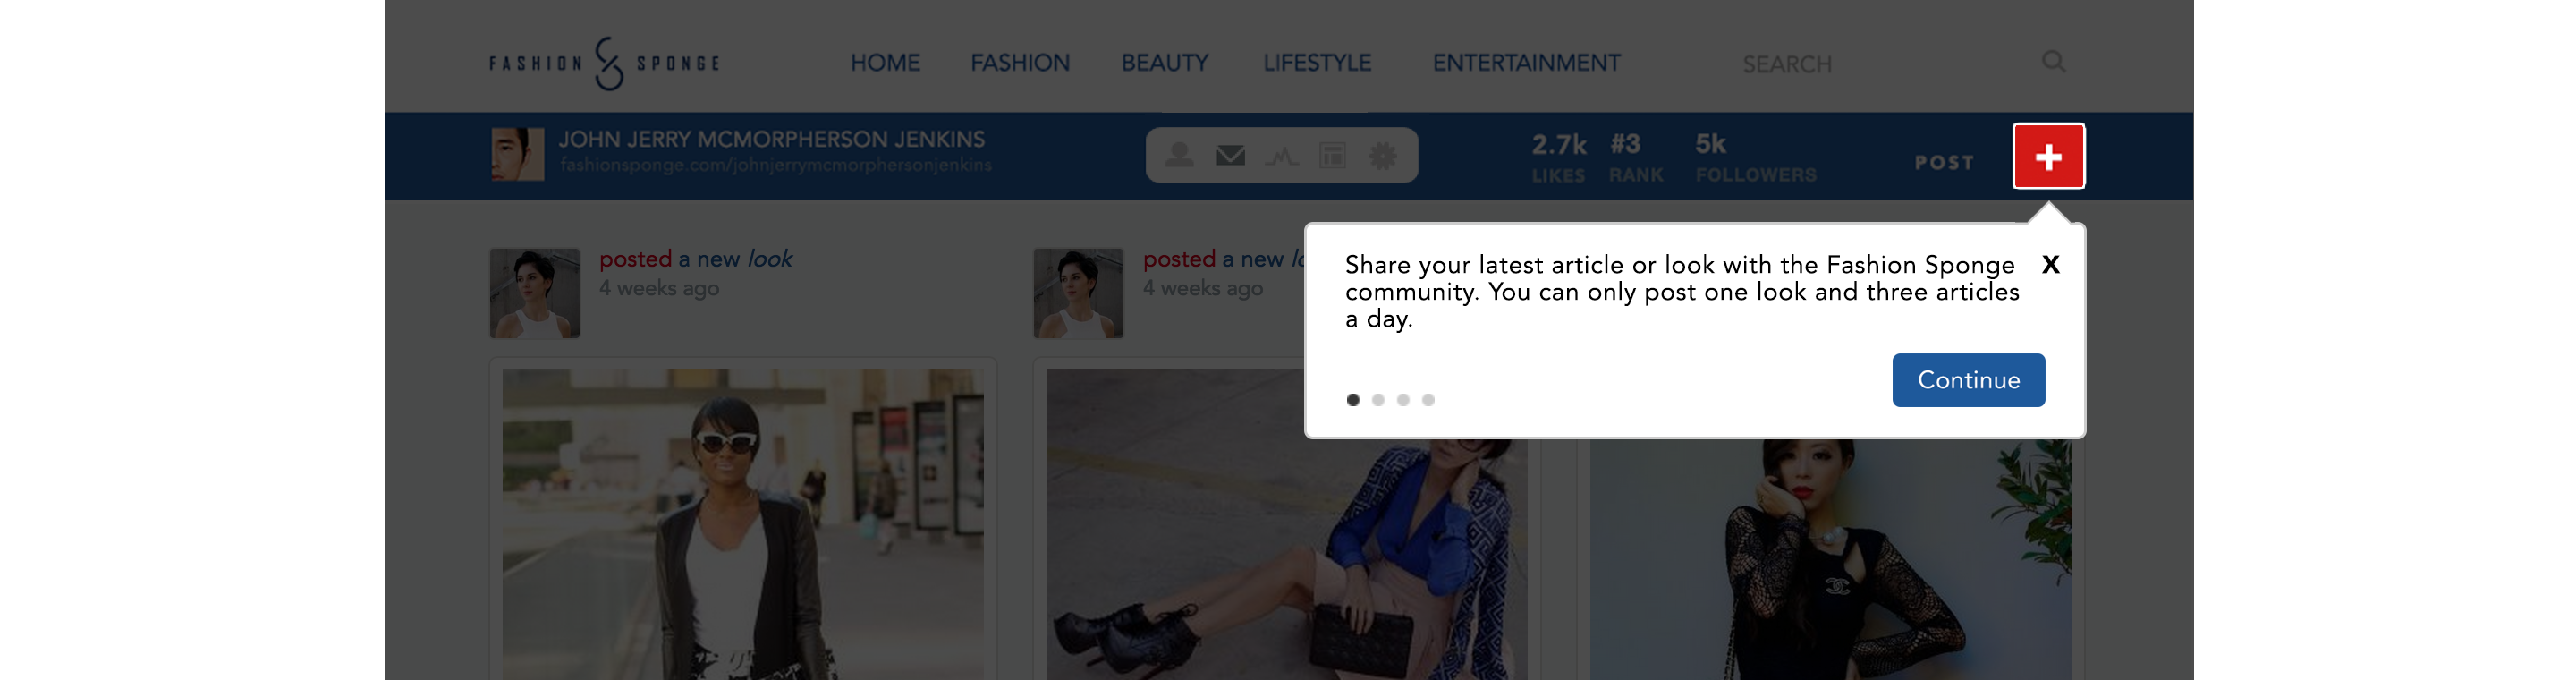 FASHION SPONGE
HOME FASHION BEAUTY LIFESTYLE ENTERTAINMENT SEARCH
JOHN JERRY MCMORPHERSON JENKINS
fashionsponge.com/johnjerrymcmorphersonjenkins
2.7k LIKES
#3 RANK
5k FOLLOWERS
POST +
posted a new look
4 weeks ago
posted a new lo
4 weeks ago
Share your latest article or look with the Fashion Sponge
community. You can only post one look and three articles
a day.
X
Continue